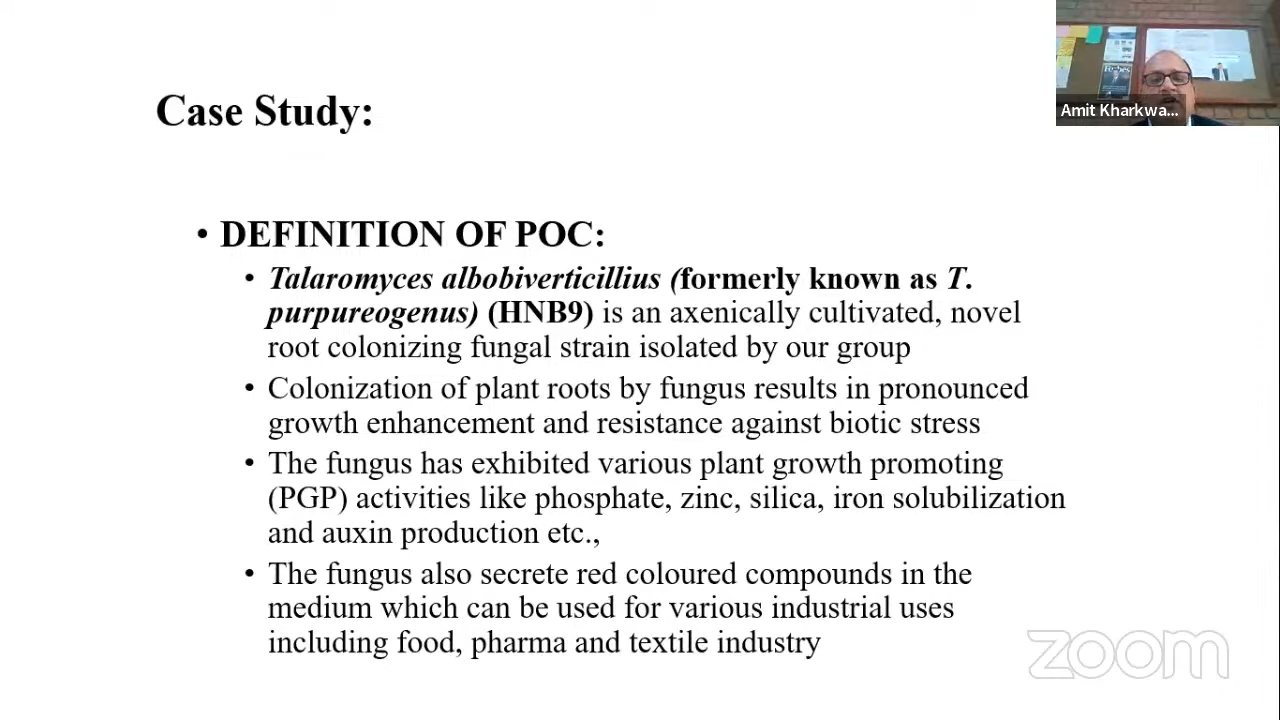 Case Study:
• DEFINITION OF POC:
• Talaromyces albobiverticillius (formerly known as T.
purpureogenus) (HNB9) is an axenically cultivated, novel
root colonizing fungal strain isolated by our group
• Colonization of plant roots by fungus results in pronounced
growth enhancement and resistance against biotic stress
• The fungus has exhibited various plant growth promoting
(PGP) activities like phosphate, zinc, silica, iron solubilization
and auxin production etc.,
• The fungus also secrete red coloured compounds in the
medium which can be used for various industrial uses
including food, pharma and textile industry
Forbes
Amit Kharkwa...
zoom